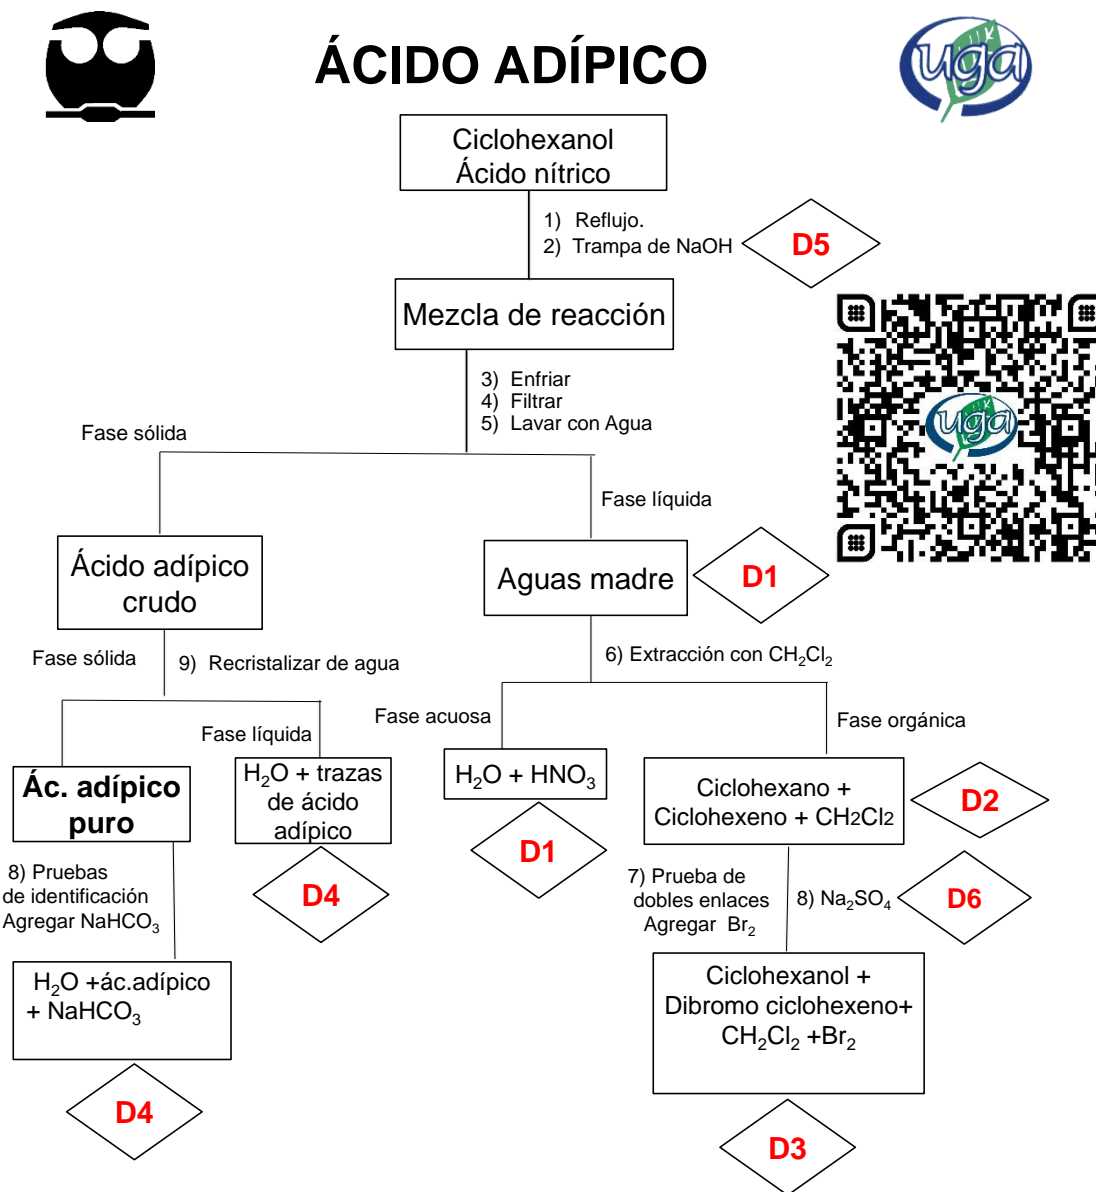 ÁCIDO ADÍPICO
uga
Ciclohexanol
Ácido nítrico
1) Reflujo.
2) Trampa de NaOH
D5
Mezcla de reacción
3) Enfriar
4) Filtrar
5) Lavar con Agua
uga
Fase sólida
Fase líquida
Ácido adípico
crudo
Aguas madre
D1
Fase sólida
9) Recristalizar de agua
6) Extracción con CH₂Cl₂
Fase líquida
Fase acuosa
Fase orgánica
Ác. adípico
puro
H₂O + trazas
de ácido
adípico
H₂O + HNO₃
Ciclohexano +
Ciclohexeno + CH2Cl2
D2
D4
D1
8) Pruebas
de identificación
Agregar NaHCO₃
7) Prueba de
dobles enlaces
Agregar Br₂
8) Na₂SO₄
D6
H₂O +ác.adípico
+ NaHCO₃
Ciclohexanol +
Dibromo ciclohexeno+
CH₂Cl₂ +Br₂
D4
D3